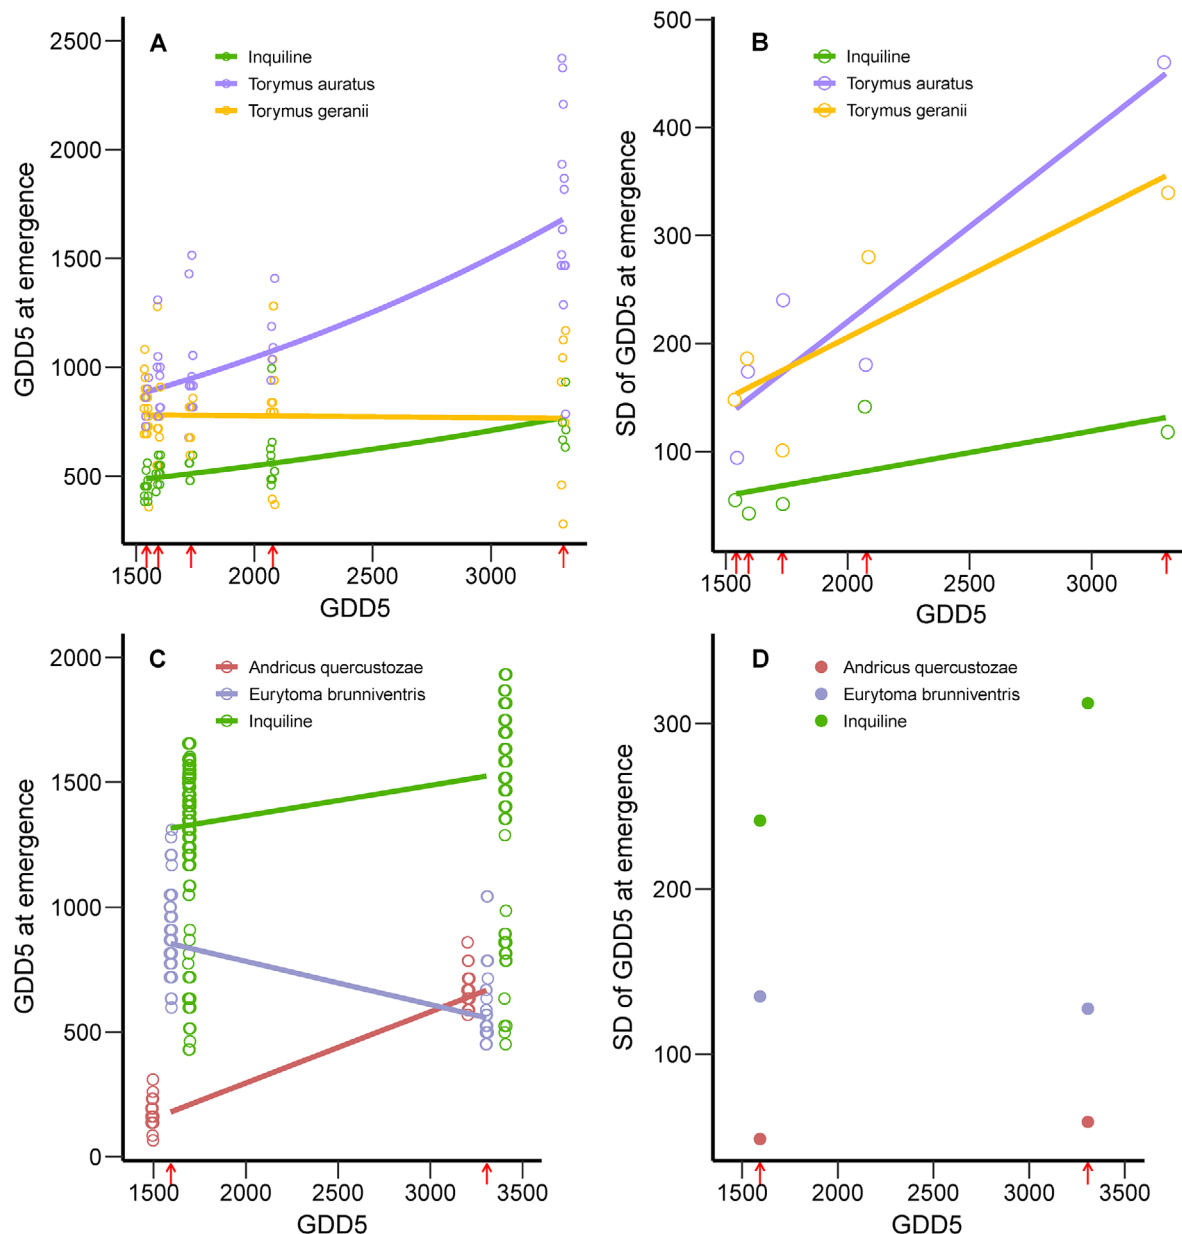 A
Inquiline
Torymus auratus
Torymus geranii
2500
2000
1500
1000
500
GDD5 at emergence
1500
2000
2500
3000
GDD5
B
Inquiline
Torymus auratus
Torymus geranii
500
400
300
200
100
SD of GDD5 at emergence
1500
2000
2500
3000
GDD5
C
Andricus quercustozae
Eurytoma brunniventris
Inquiline
2000
1500
1000
500
0
GDD5 at emergence
1500
2000
2500
3000
3500
GDD5
D
Andricus quercustozae
Eurytoma brunniventris
Inquiline
300
200
100
SD of GDD5 at emergence
1500
2000
2500
3000
3500
GDD5